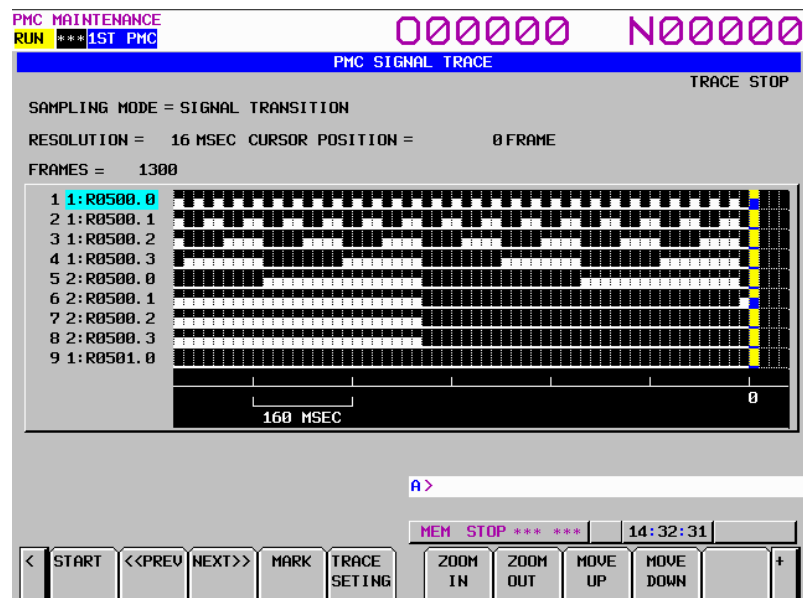 PMC MAINTENANCE
RUN ***1ST PMC O00000 N00000
PMC SIGNAL TRACE
TRACE STOP
SAMPLING MODE = SIGNAL TRANSITION
RESOLUTION = 16 MSEC CURSOR POSITION = 0 FRAME
FRAMES = 1300
1 1:R0500.0
2 1:R0500.1
3 1:R0500.2
4 1:R0500.3
5 2:R0500.0
6 2:R0500.1
7 2:R0500.2
8 2:R0500.3
9 1:R0501.0
0
160 MSEC
A>
MEM STOP *** *** 14:32:31
< START <<PREV NEXT>> MARK TRACE SETING ZOOM IN ZOOM OUT MOVE UP MOVE DOWN +